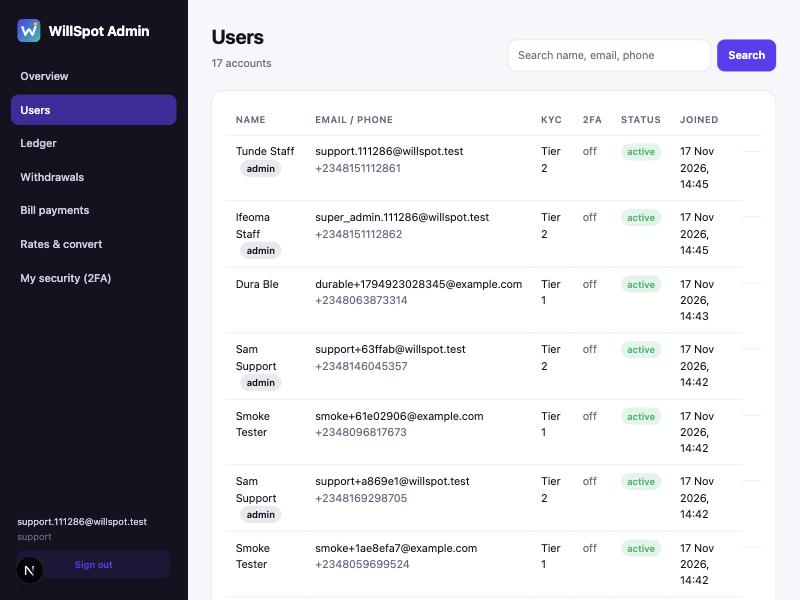 WillSpot Admin
Overview
Users
Ledger
Withdrawals
Bill payments
Rates & convert
My security (2FA)
support.111286@willspot.test
support
Sign out
N
Users
17 accounts
Search name, email, phone
Search
NAME EMAIL / PHONE KYC 2FA STATUS JOINED
Tunde Staff support.111286@willspot.test Tier off active 17 Nov
admin +2348151112861 2 2026,
14:45
Ifeoma super_admin.111286@willspot.test Tier off active 17 Nov
Staff +2348151112862 2 2026,
admin 14:45
Dura Ble durable+1794923028345@example.com Tier off active 17 Nov
+2348063873314 1 2026,
14:43
Sam support+63ffab@willspot.test Tier off active 17 Nov
Support +2348146045357 2 2026,
admin 14:42
Smoke smoke+61e02906@example.com Tier off active 17 Nov
Tester +2348096817673 1 2026,
14:42
Sam support+a869e1@willspot.test Tier off active 17 Nov
Support +2348169298705 2 2026,
admin 14:42
Smoke smoke+1ae8efa7@example.com Tier off active 17 Nov
Tester +2348059699524 1 2026,
14:42